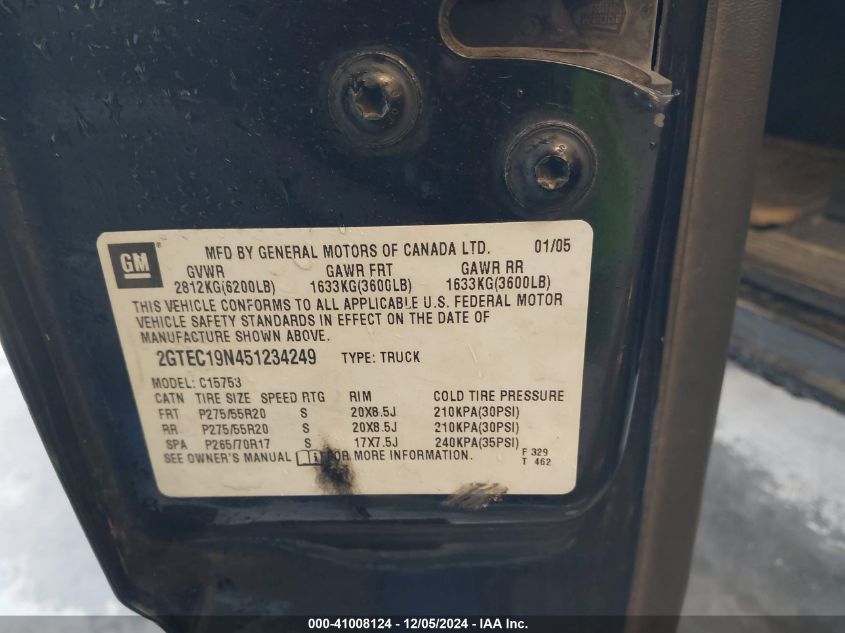 GM
MFD BY GENERAL MOTORS OF CANADA LTD. 01/05
GVWR GAWR FRT GAWR RR
2812KG(6200LB) 1633KG(3600LB) 1633KG(3600LB)
THIS VEHICLE CONFORMS TO ALL APPLICABLE U.S. FEDERAL MOTOR
VEHICLE SAFETY STANDARDS IN EFFECT ON THE DATE OF
MANUFACTURE SHOWN ABOVE.
2GTEC19N451234249 TYPE: TRUCK
MODEL: C15753
CATN TIRE SIZE SPEED RTG RIM COLD TIRE PRESSURE
FRT P275/55R20 S 20X8.5J 210KPA(30PSI)
RR P275/55R20 S 20X8.5J 210KPA(30PSI)
SPA P265/70R17 S 17X7.5J 240KPA(35PSI)
SEE OWNER'S MANUAL FOR MORE INFORMATION.
F 329
T 462
000-41008124 - 12/05/2024 - IAA Inc.